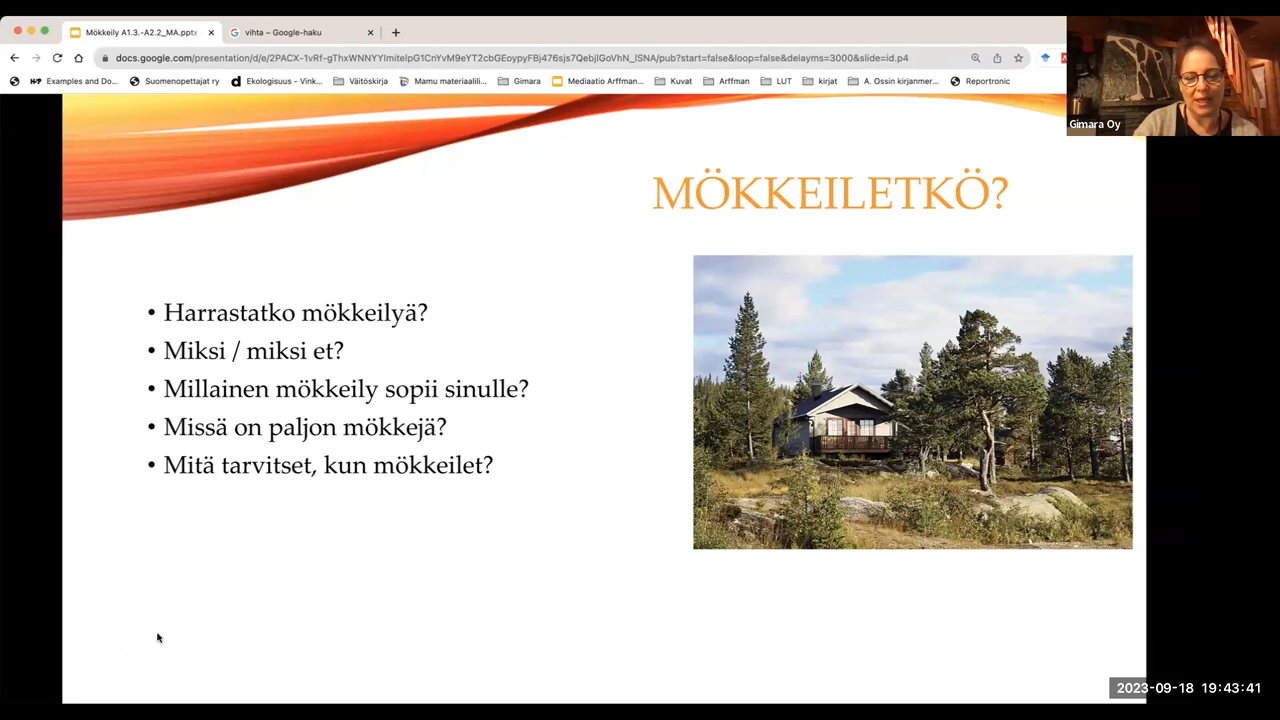 Mökkeily A1.3.-A2.2_MA.pptx
vihta – Google-haku
docs.google.com/presentation/d/e/2PACX-1vRf-gThxWNNYYlmitelpG1CnYvM9eYT2cbGEoypyFBj476sjs7QebjlGoVhN_lSNA/pub?start=false&loop=false&delayms=3000&slide=id.p4
Examples and Do... Suomenopettajat ry Ekologisuus - Vink... Väitöskirja Mamu materiaalili... Gimara Mediaatio Arffman... Kuvat Arffman LUT kirjat A. Ossin kirjanmer... Reportronic
Gimara Oy
MÖKKEILETKÖ?
• Harrastatko mökkeilyä?
• Miksi / miksi et?
• Millainen mökkeily sopii sinulle?
• Missä on paljon mökkejä?
• Mitä tarvitset, kun mökkeilet?
2023-09-18 19:43:41